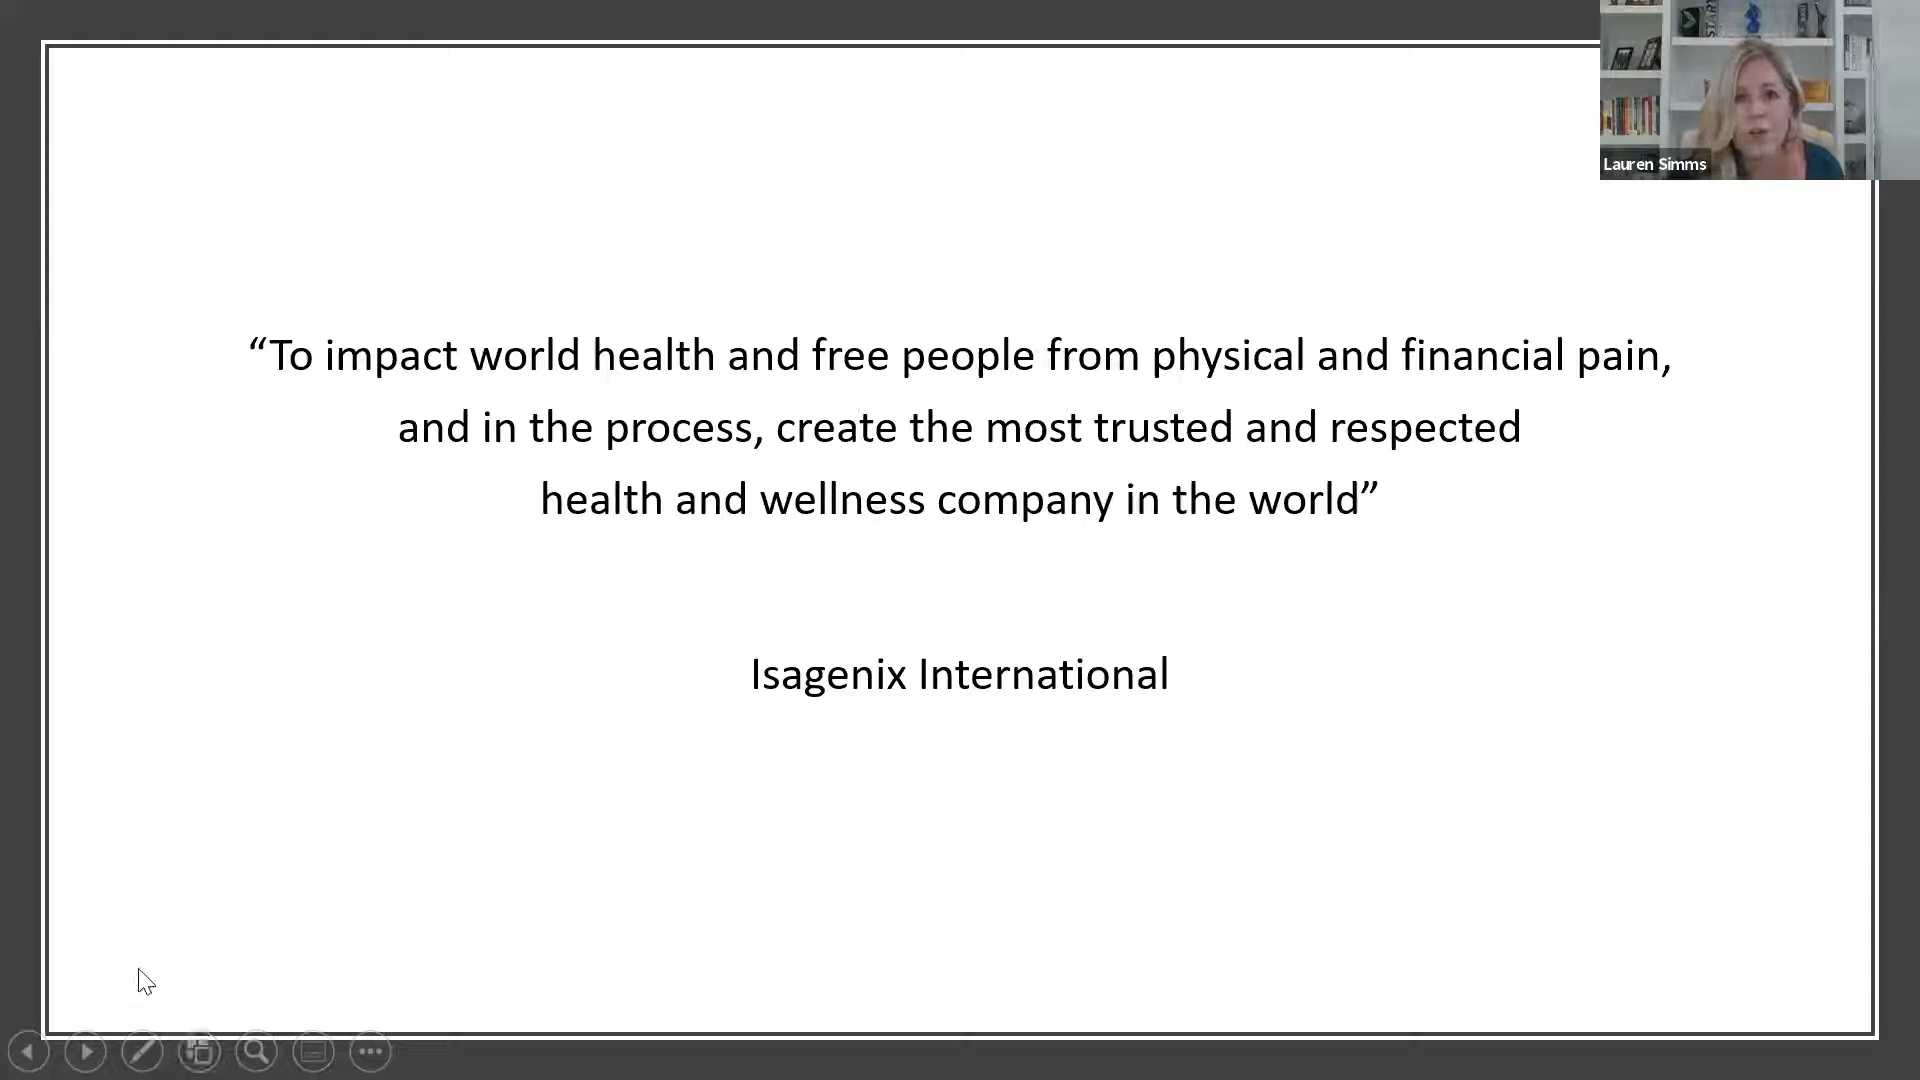 Lauren Simms
“To impact world health and free people from physical and financial pain,
and in the process, create the most trusted and respected
health and wellness company in the world”
Isagenix International
START